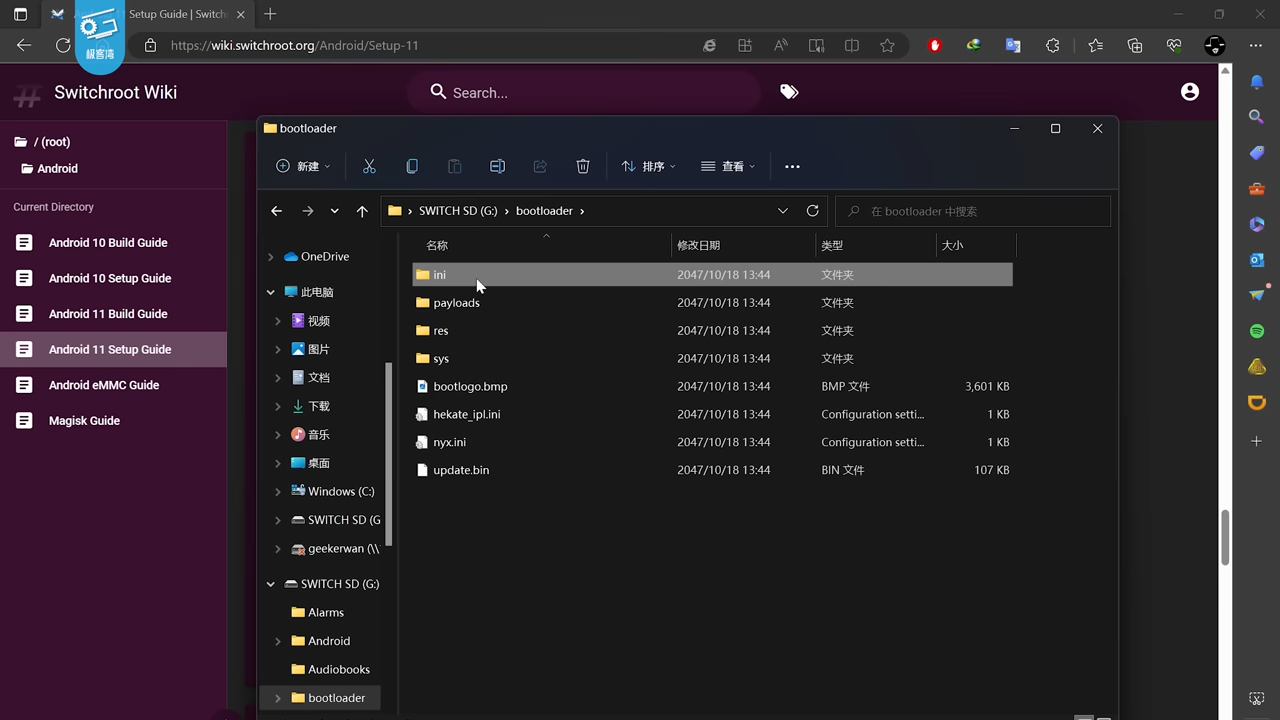 Setup Guide | Switch
极客湾
https://wiki.switchroot.org/Android/Setup-11
Switchroot Wiki
Search...
/ (root)
Android
Current Directory
Android 10 Build Guide
Android 10 Setup Guide
Android 11 Build Guide
Android 11 Setup Guide
Android eMMC Guide
Magisk Guide
bootloader
新建
排序
查看
SWITCH SD (G:) › bootloader ›
在 bootloader 中搜索
名称 修改日期 类型 大小
OneDrive
此电脑
视频
图片
文档
下载
音乐
桌面
Windows (C:)
SWITCH SD (G
geekerwan (\\
SWITCH SD (G:)
Alarms
Android
Audiobooks
bootloader
ini 2047/10/18 13:44 文件夹
payloads 2047/10/18 13:44 文件夹
res 2047/10/18 13:44 文件夹
sys 2047/10/18 13:44 文件夹
bootlogo.bmp 2047/10/18 13:44 BMP 文件 3,601 KB
hekate_ipl.ini 2047/10/18 13:44 Configuration setti... 1 KB
nyx.ini 2047/10/18 13:44 Configuration setti... 1 KB
update.bin 2047/10/18 13:44 BIN 文件 107 KB